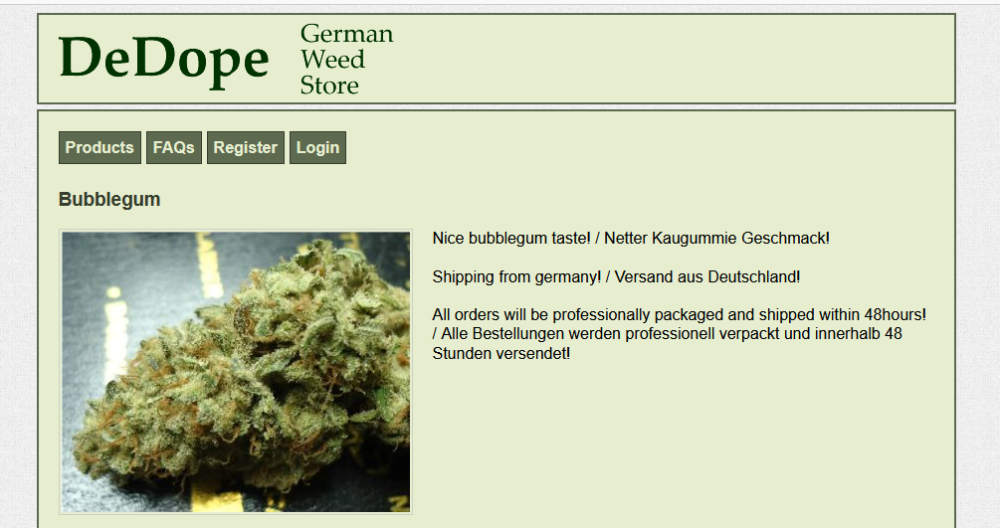 DeDope
German
Weed
Store
Products FAQs Register Login
Bubblegum
Nice bubblegum taste! / Netter Kaugummie Geschmack!
Shipping from germany! / Versand aus Deutschland!
All orders will be professionally packaged and shipped within 48hours!
/ Alle Bestellungen werden professionell verpackt und innerhalb 48
Stunden versendet!